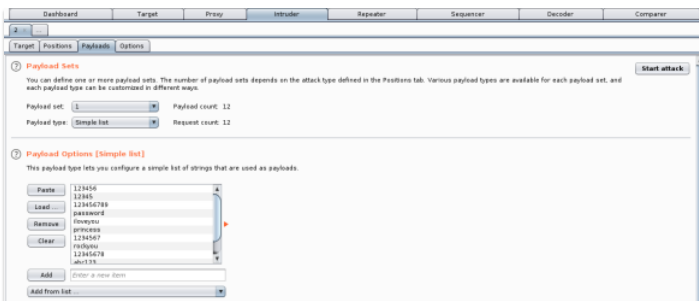 Dashboard Target Proxy Intruder Repeater Sequencer Decoder Comparer
2 ...
Target Positions Payloads Options
Payload Sets
Start attack
You can define one or more payload sets. The number of payload sets depends on the attack type defined in the Positions tab. Various payload types are available for each payload set, and
each payload type can be customized in different ways.
Payload set: 1 Payload count: 12
Payload type: Simple list Request count: 12
Payload Options [Simple list]
This payload type lets you configure a simple list of strings that are used as payloads.
Paste
Load ...
Remove
Clear
123456
12345
123456789
password
iloveyou
princess
1234567
rockyou
12345678
abc123
Add Enter a new item
Add from list ...